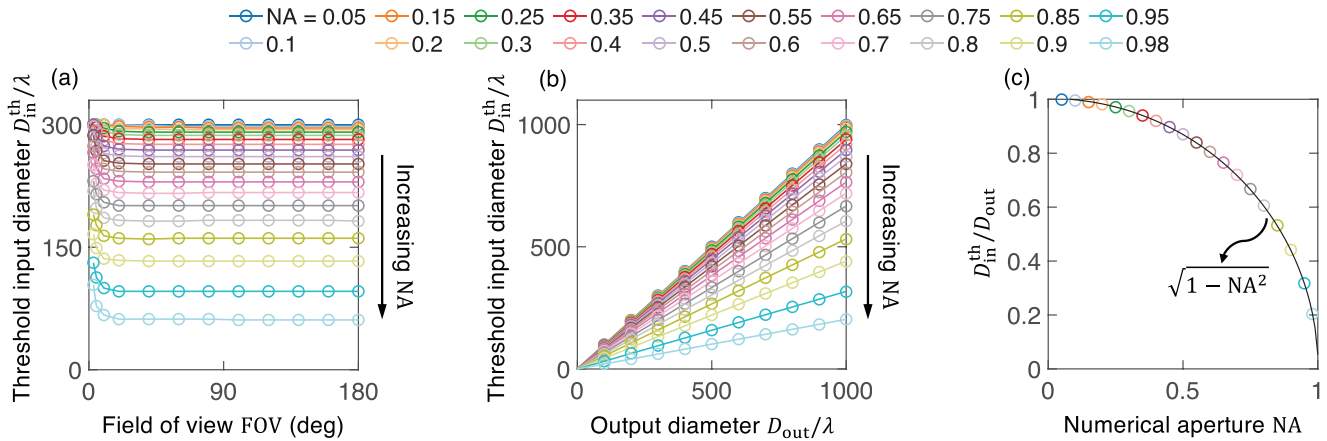 NA = 0.05 0.15 0.25 0.35 0.45 0.55 0.65 0.75 0.85 0.95
0.1 0.2 0.3 0.4 0.5 0.6 0.7 0.8 0.9 0.98
(a)
Threshold input diameter D_in^th/λ
300
150
0
0 90 180
Field of view FOV (deg)
Increasing NA
(b)
Threshold input diameter D_in^th/λ
1000
500
0
0 500 1000
Output diameter D_out/λ
Increasing NA
(c)
D_in^th/D_out
1
0.8
0.6
0.4
0.2
0 0.5 1
√(1 − NA²)
Numerical aperture NA